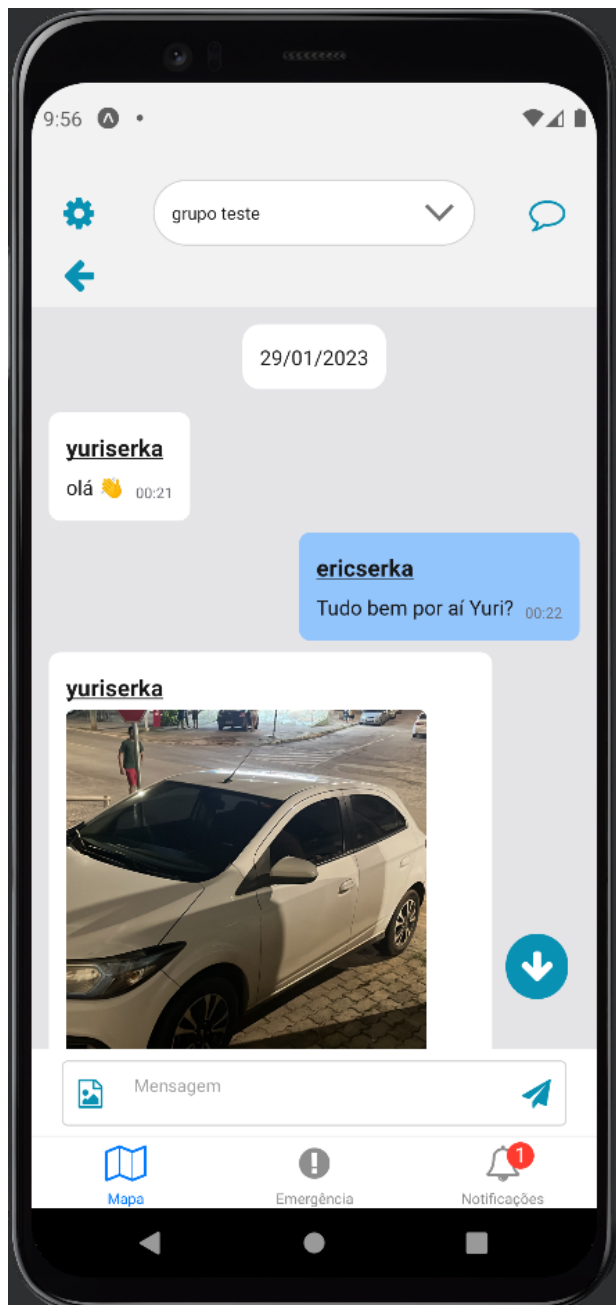 9:56
grupo teste
29/01/2023
yuriserka
olá 👋 00:21
ericserka
Tudo bem por aí Yuri? 00:22
yuriserka
Mensagem
1
Mapa
Emergência
Notificações